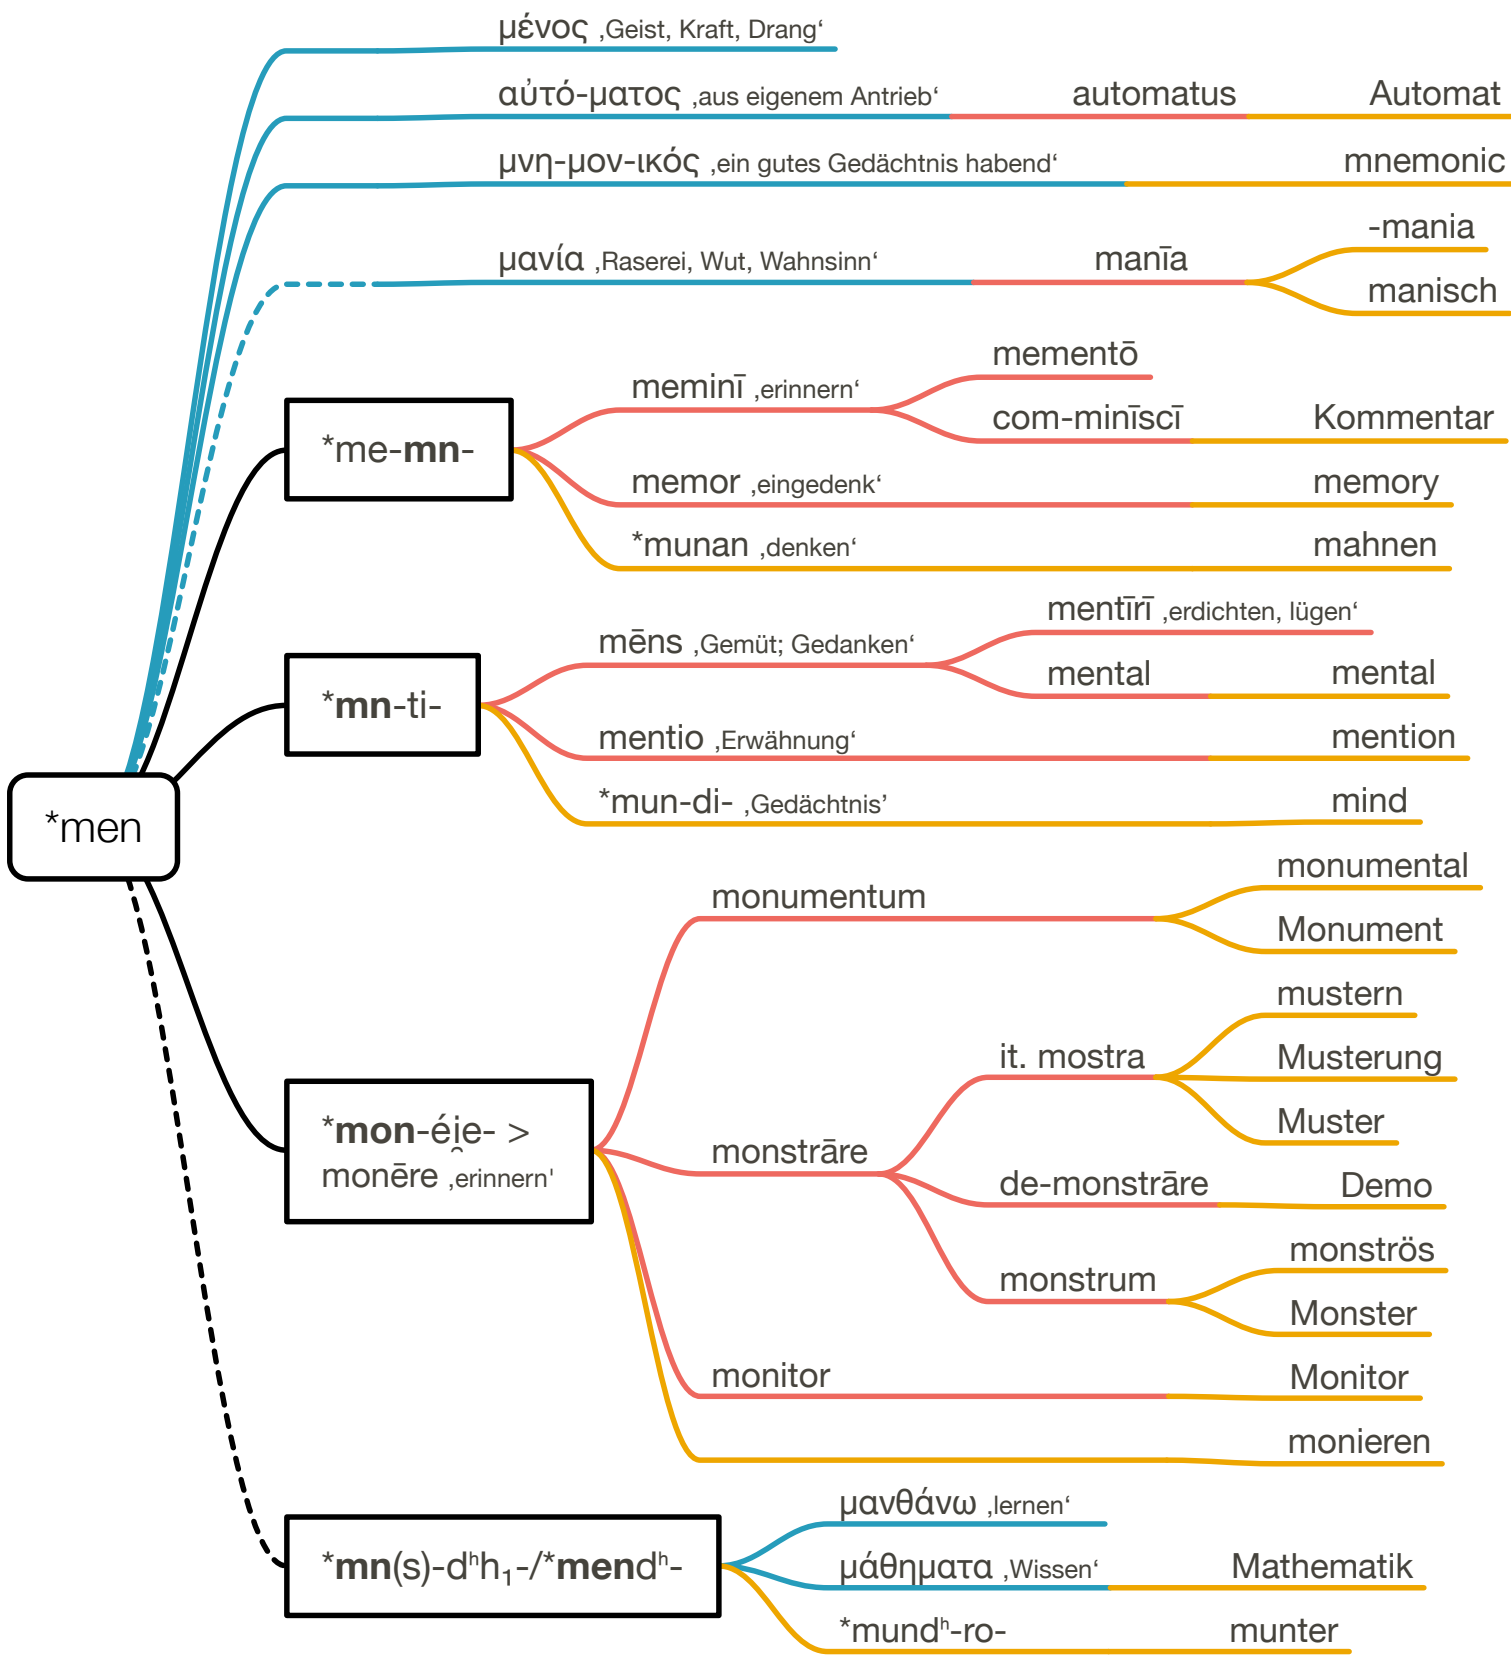 μένος ‚Geist, Kraft, Drang‘
αὐτό-ματος ‚aus eigenem Antrieb‘ automatus Automat
μνη-μον-ικός ‚ein gutes Gedächtnis habend‘ mnemonic
-mania
μανία ‚Raserei, Wut, Wahnsinn‘ manīa
manisch
mementō
meminī ‚erinnern‘
com-minīscī Kommentar
*me-mn-
memor ‚eingedenk‘ memory
*munan ‚denken‘ mahnen
mentīrī ‚erdichten, lügen‘
mēns ‚Gemüt; Gedanken‘
mental mental
*mn-ti-
mentio ‚Erwähnung‘ mention
*mun-di- ‚Gedächtnis’ mind
*men
monumental
monumentum
Monument
mustern
it. mostra Musterung
Muster
*mon-éi̯e- >
monēre ‚erinnern'
monstrāre
de-monstrāre Demo
monströs
monstrum
Monster
monitor Monitor
monieren
μανθάνω ‚lernen‘
*mn(s)-dʰh₁-/*mendʰ-
μάθηματα ‚Wissen‘ Mathematik
*mundʰ-ro- munter